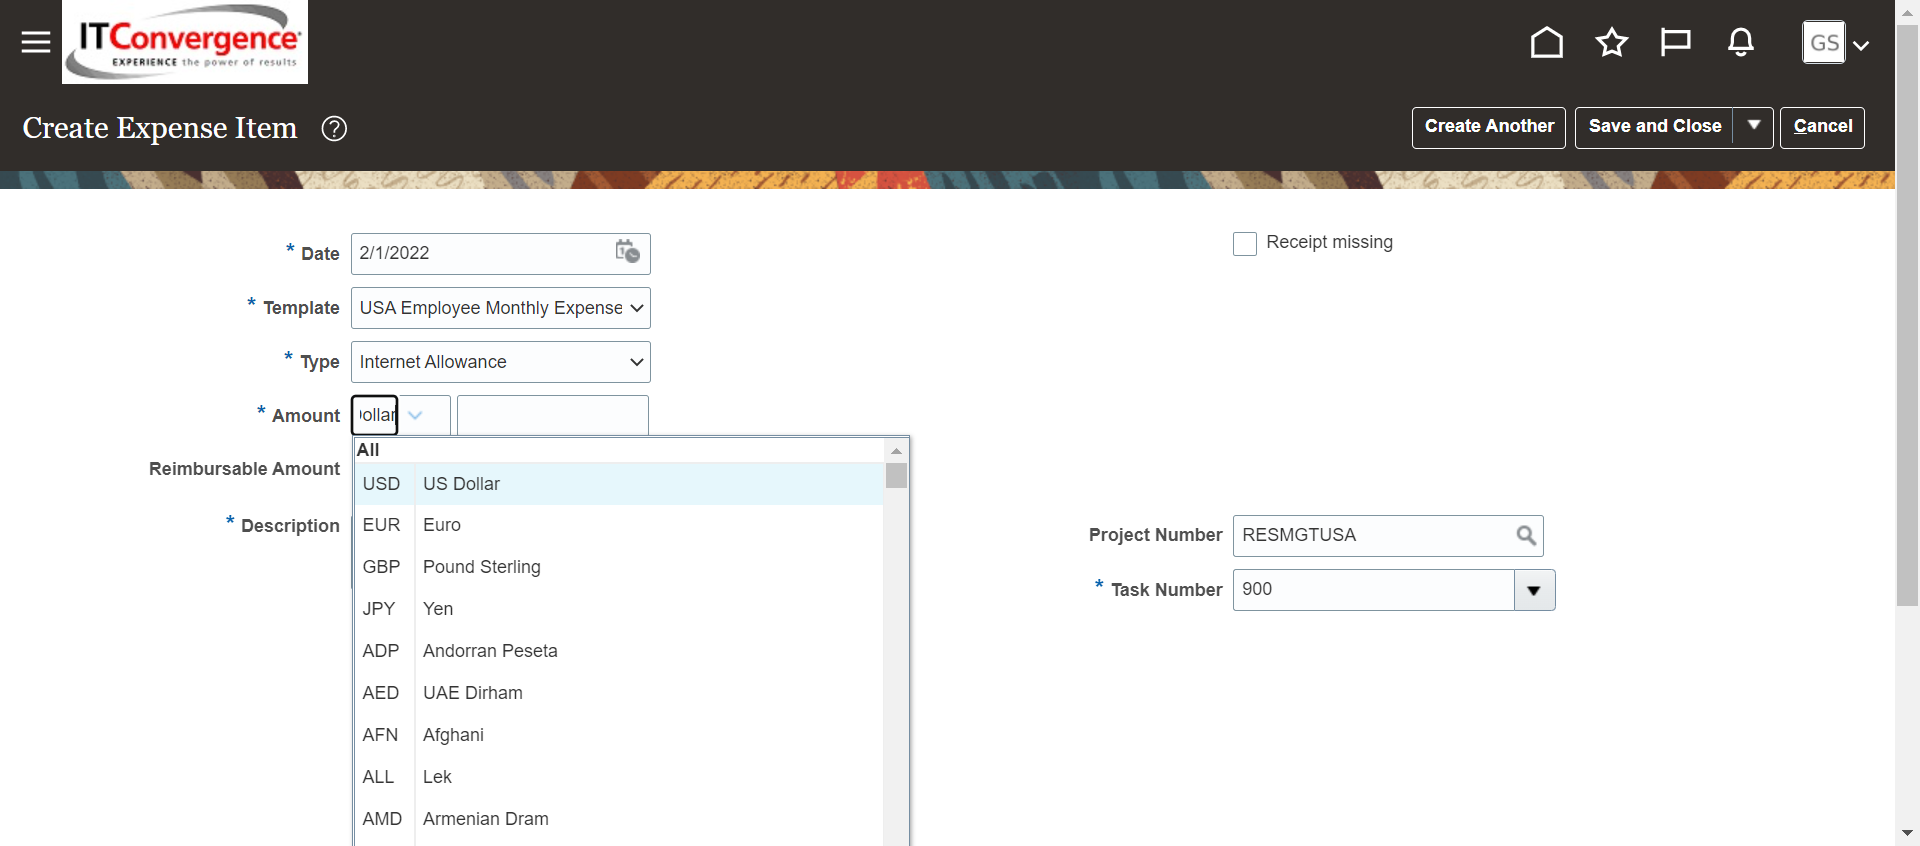 ITConvergence
EXPERIENCE the power of results
GS
Create Expense Item
?
Create Another
Save and Close
Cancel
* Date 2/1/2022
Receipt missing
* Template USA Employee Monthly Expense
* Type Internet Allowance
* Amount Dollar
All
Reimbursable Amount
USD US Dollar
* Description
EUR Euro
Project Number RESMGTUSA
GBP Pound Sterling
* Task Number 900
JPY Yen
ADP Andorran Peseta
AED UAE Dirham
AFN Afghani
ALL Lek
AMD Armenian Dram